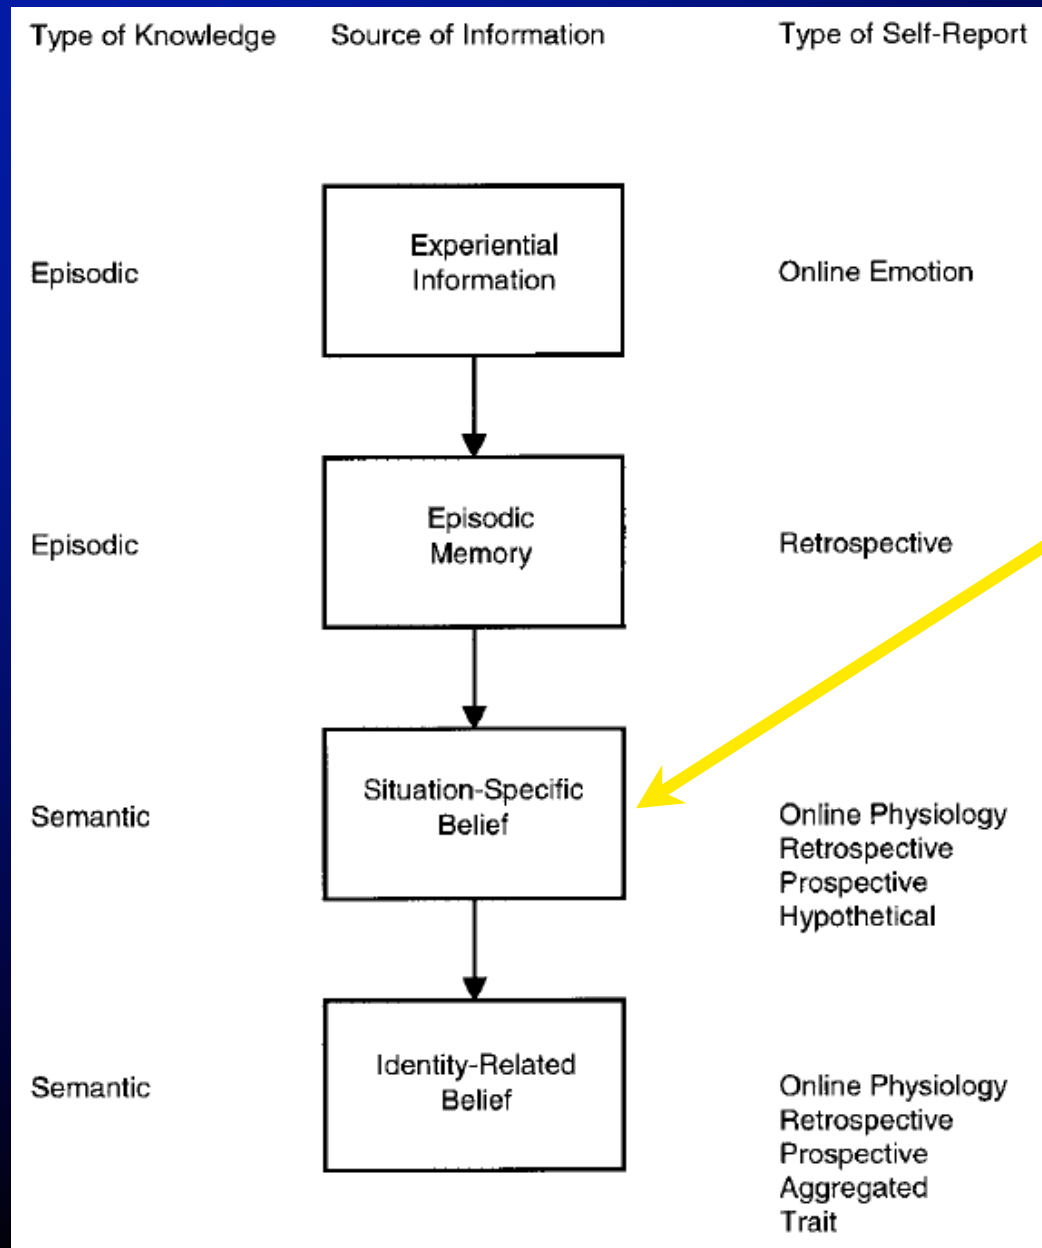 Type of Knowledge Source of Information Type of Self-Report
Episodic
Experiential
Information
Online Emotion
Episodic
Episodic
Memory
Retrospective
Semantic
Situation-Specific
Belief
Online Physiology
Retrospective
Prospective
Hypothetical
Semantic
Identity-Related
Belief
Online Physiology
Retrospective
Prospective
Aggregated
Trait